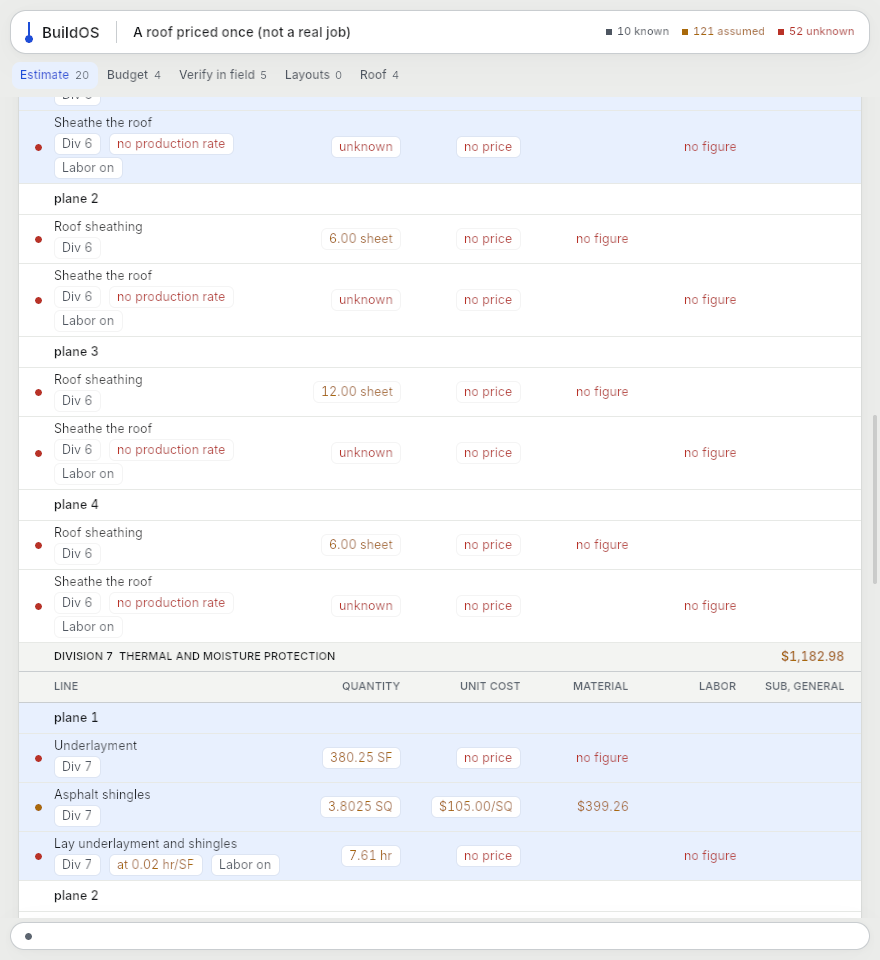 BuildOS
A roof priced once (not a real job)
10 known
121 assumed
52 unknown
Estimate 20
Budget 4
Verify in field 5
Layouts 0
Roof 4
Sheathe the roof
Div 6 no production rate
Labor on
unknown
no price
no figure
plane 2
Roof sheathing
Div 6
6.00 sheet
no price
no figure
Sheathe the roof
Div 6 no production rate
Labor on
unknown
no price
no figure
plane 3
Roof sheathing
Div 6
12.00 sheet
no price
no figure
Sheathe the roof
Div 6 no production rate
Labor on
unknown
no price
no figure
plane 4
Roof sheathing
Div 6
6.00 sheet
no price
no figure
Sheathe the roof
Div 6 no production rate
Labor on
unknown
no price
no figure
DIVISION 7 THERMAL AND MOISTURE PROTECTION
$1,182.98
LINE
QUANTITY
UNIT COST
MATERIAL
LABOR
SUB, GENERAL
plane 1
Underlayment
Div 7
380.25 SF
no price
no figure
Asphalt shingles
Div 7
3.8025 SQ
$105.00/SQ
$399.26
Lay underlayment and shingles
Div 7 at 0.02 hr/SF Labor on
7.61 hr
no price
no figure
plane 2